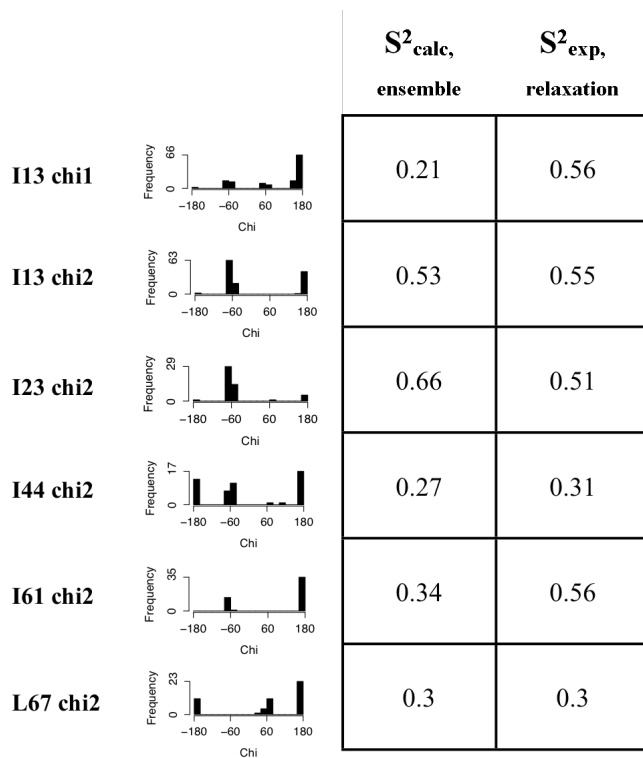 S²calc, S²exp,
ensemble relaxation
I13 chi1 Frequency 66 0 −180 −60 60 180 Chi 0.21 0.56
I13 chi2 Frequency 63 0 −180 −60 60 180 Chi 0.53 0.55
I23 chi2 Frequency 29 0 −180 −60 60 180 Chi 0.66 0.51
I44 chi2 Frequency 17 0 −180 −60 60 180 Chi 0.27 0.31
I61 chi2 Frequency 35 0 −180 −60 60 180 Chi 0.34 0.56
L67 chi2 Frequency 23 0 −180 −60 60 180 Chi 0.3 0.3